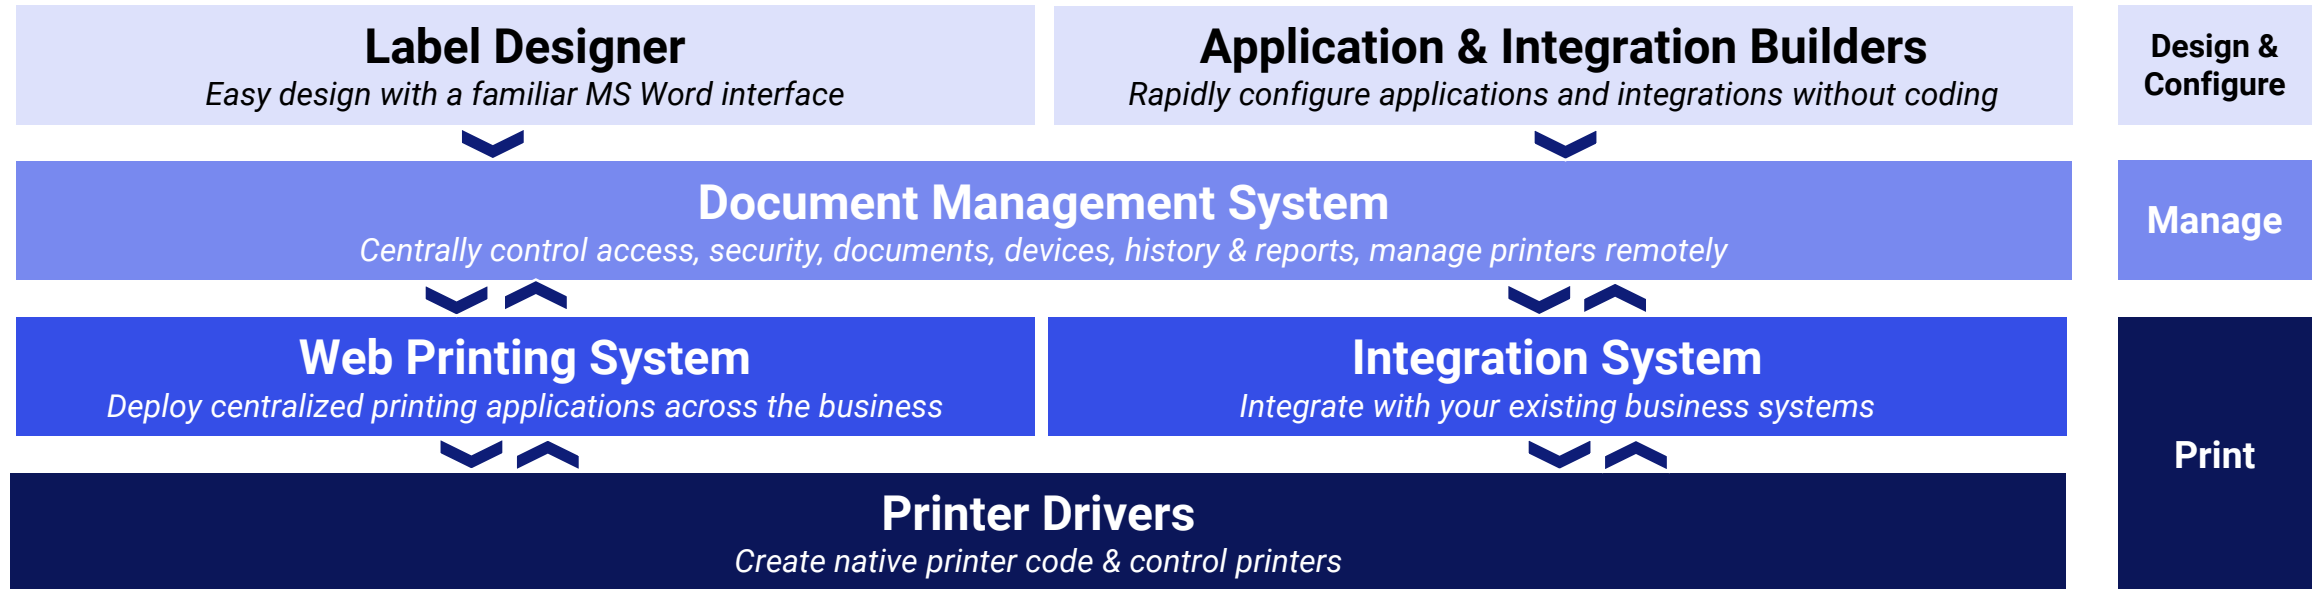 Label Designer
Easy design with a familiar MS Word interface
Application & Integration Builders
Rapidly configure applications and integrations without coding
Design &
Configure
Document Management System
Centrally control access, security, documents, devices, history & reports, manage printers remotely
Manage
Web Printing System
Deploy centralized printing applications across the business
Integration System
Integrate with your existing business systems
Print
Printer Drivers
Create native printer code & control printers